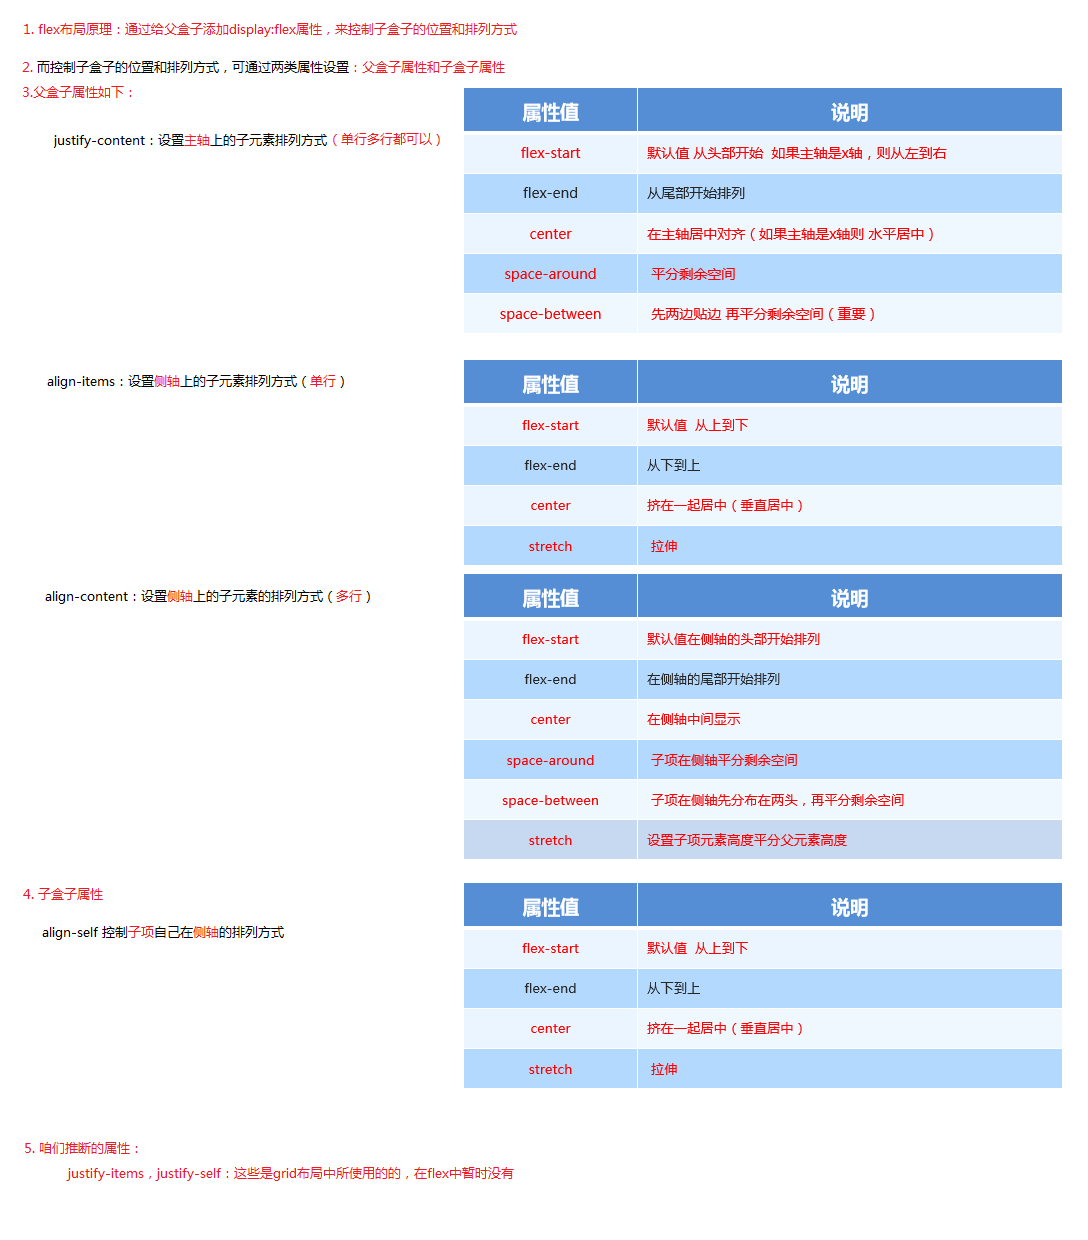 1. flex布局原理：通过给父盒子添加display:flex属性，来控制子盒子的位置和排列方式
2. 而控制子盒子的位置和排列方式，可通过两类属性设置：父盒子属性和子盒子属性
3.父盒子属性如下：
justify-content：设置主轴上的子元素排列方式（单行多行都可以）
属性值 说明
flex-start 默认值 从头部开始 如果主轴是x轴，则从左到右
flex-end 从尾部开始排列
center 在主轴居中对齐（如果主轴是x轴则 水平居中）
space-around 平分剩余空间
space-between 先两边贴边 再平分剩余空间（重要）
align-items：设置侧轴上的子元素排列方式（单行）
属性值 说明
flex-start 默认值 从上到下
flex-end 从下到上
center 挤在一起居中（垂直居中）
stretch 拉伸
align-content：设置侧轴上的子元素的排列方式（多行）
属性值 说明
flex-start 默认值在侧轴的头部开始排列
flex-end 在侧轴的尾部开始排列
center 在侧轴中间显示
space-around 子项在侧轴平分剩余空间
space-between 子项在侧轴先分布在两头，再平分剩余空间
stretch 设置子项元素高度平分父元素高度
4. 子盒子属性
align-self 控制子项自己在侧轴的排列方式
属性值 说明
flex-start 默认值 从上到下
flex-end 从下到上
center 挤在一起居中（垂直居中）
stretch 拉伸
5. 咱们推断的属性：
justify-items，justify-self：这些是grid布局中所使用的的，在flex中暂时没有